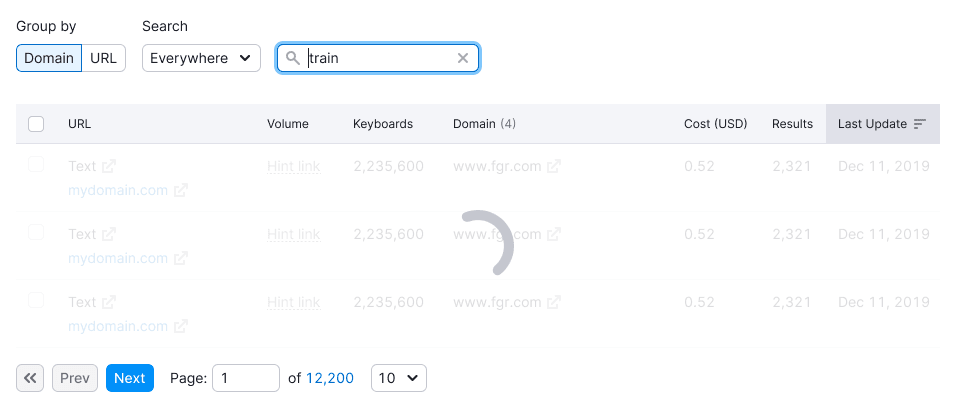 Group by Search
Domain URL Everywhere train
URL Volume Keyboards Domain (4) Cost (USD) Results Last Update
Text Hint link 2,235,600 www.fgr.com 0.52 2,321 Dec 11, 2019
mydomain.com
Text Hint link 2,235,600 www.fgr.com 0.52 2,321 Dec 11, 2019
mydomain.com
Text Hint link 2,235,600 www.fgr.com 0.52 2,321 Dec 11, 2019
mydomain.com
Prev Next Page: 1 of 12,200 10